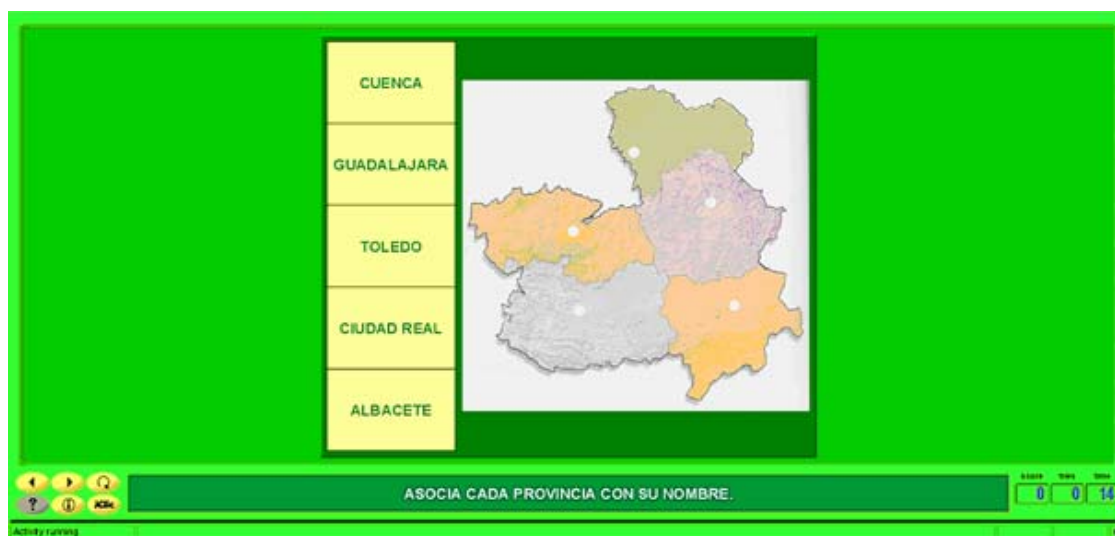 CUENCA
GUADALAJARA
TOLEDO
CIUDAD REAL
ALBACETE
ASOCIA CADA PROVINCIA CON SU NOMBRE.
0 0 14
?
Activity running